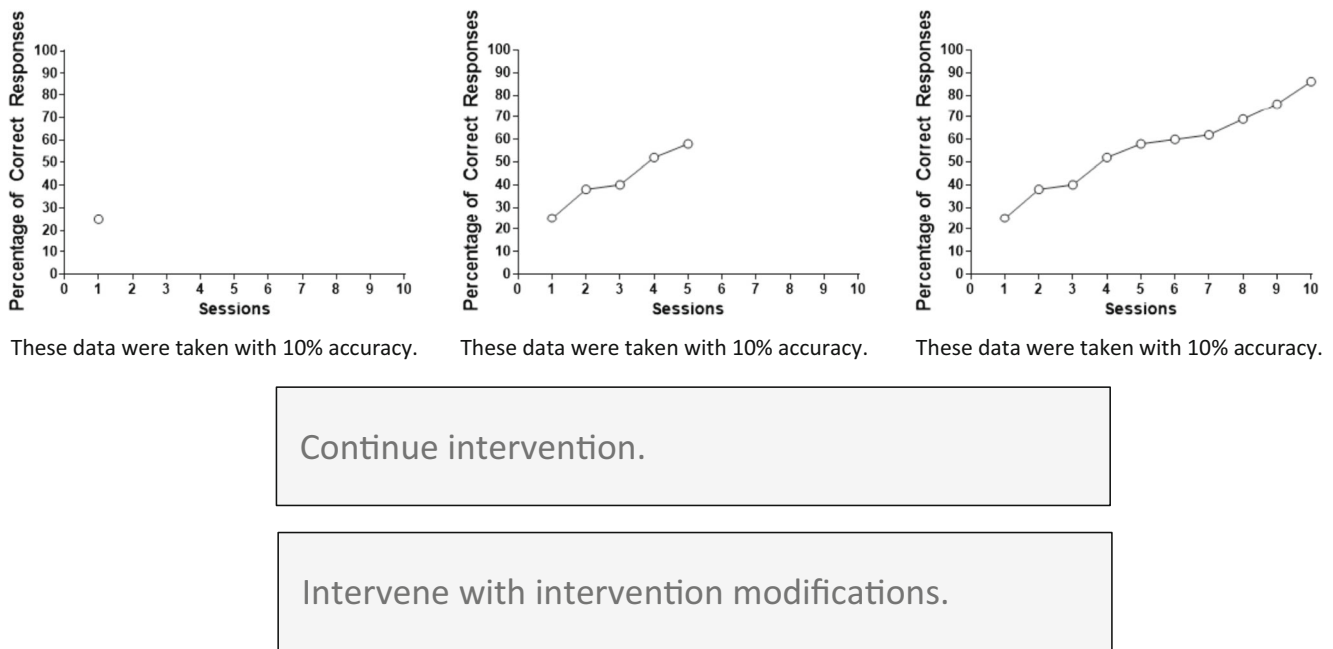 Percentage of Correct Responses
100
90
80
70
60
50
40
30
20
10
0
0 1 2 3 4 5 6 7 8 9 10
Sessions
These data were taken with 10% accuracy.
Percentage of Correct Responses
100
90
80
70
60
50
40
30
20
10
0
0 1 2 3 4 5 6 7 8 9 10
Sessions
These data were taken with 10% accuracy.
Percentage of Correct Responses
100
90
80
70
60
50
40
30
20
10
0
0 1 2 3 4 5 6 7 8 9 10
Sessions
These data were taken with 10% accuracy.
Continue intervention.
Intervene with intervention modifications.